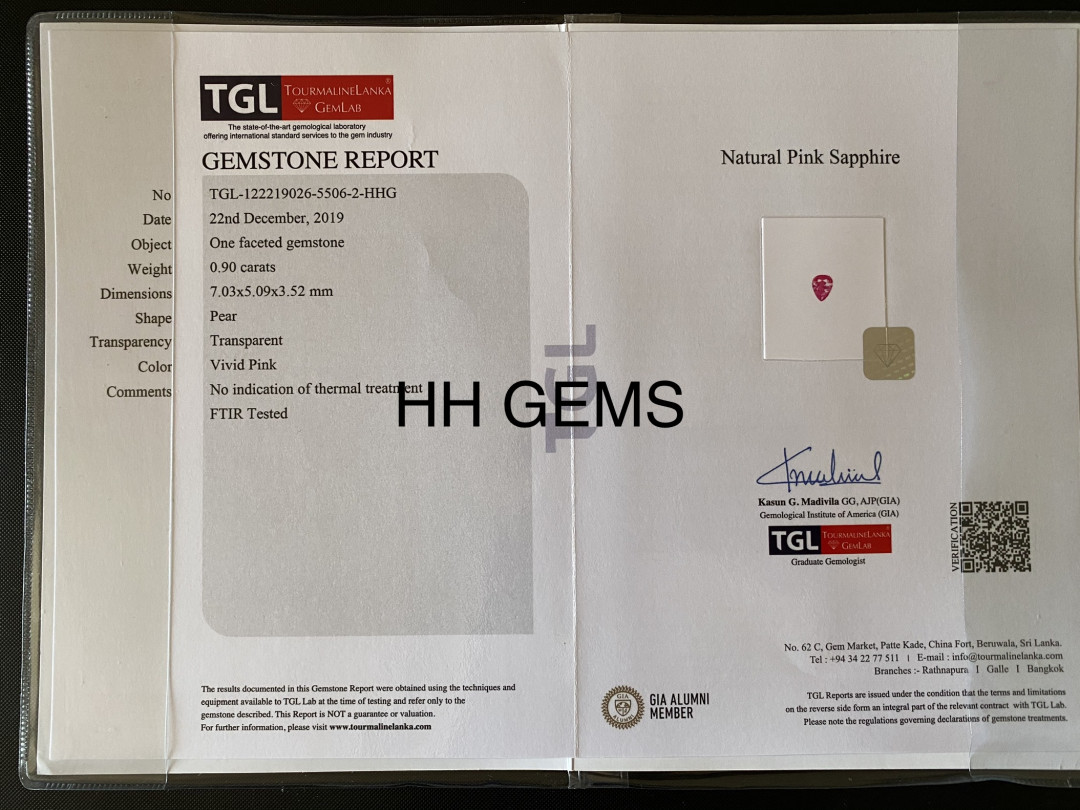 TGL TOURMALINELANKA® GEMLAB
The state-of-the-art gemological laboratory
offering international standard services to the gem industry
GEMSTONE REPORT
No TGL-122219026-5506-2-HHG
Date 22nd December, 2019
Object One faceted gemstone
Weight 0.90 carats
Dimensions 7.03x5.09x3.52 mm
Shape Pear
Transparency Transparent
Color Vivid Pink
Comments No indication of thermal treatment
FTIR Tested
The results documented in this Gemstone Report were obtained using the techniques and
equipment available to TGL Lab at the time of testing and refer only to the
gemstone described. This Report is NOT a guarantee or valuation.
For further information, please visit www.tourmalinelanka.com
TGL
HH GEMS
Natural Pink Sapphire
Kasun G. Madivila GG, AJP(GIA)
Gemological Institute of America (GIA)
TGL TOURMALINELANKA® GEMLAB
Graduate Gemologist
VERIFICATION
No. 62 C, Gem Market, Patte Kade, China Fort, Beruwala, Sri Lanka.
Tel : +94 34 22 77 511 | E-mail : info@tourmalinelanka.com
Branches :- Rathnapura I Galle I Bangkok
GIA
ALUMNI
GIA ALUMNI
MEMBER
TGL Reports are issued under the condition that the terms and limitations
on the reverse side form an integral part of the relevant contract with TGL Lab.
Please note the regulations governing declarations of gemstone treatments.